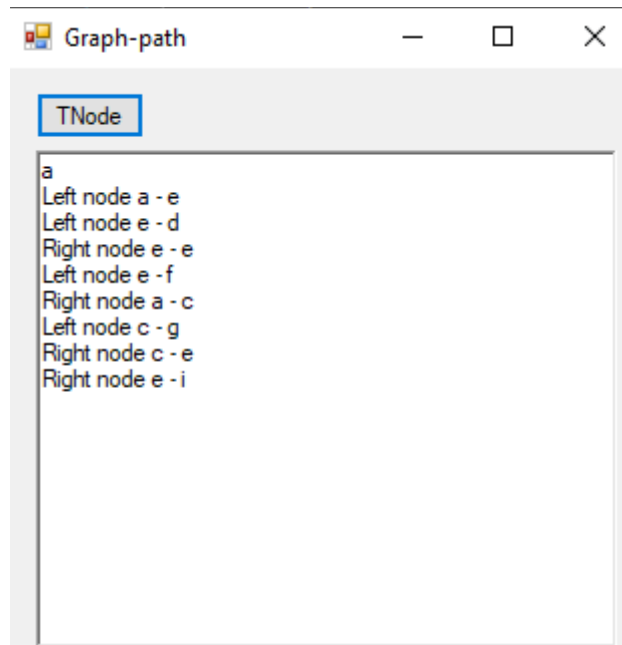 Graph-path
TNode
a
Left node a - e
Left node e - d
Right node e - e
Left node e - f
Right node a - c
Left node c - g
Right node c - e
Right node e - i